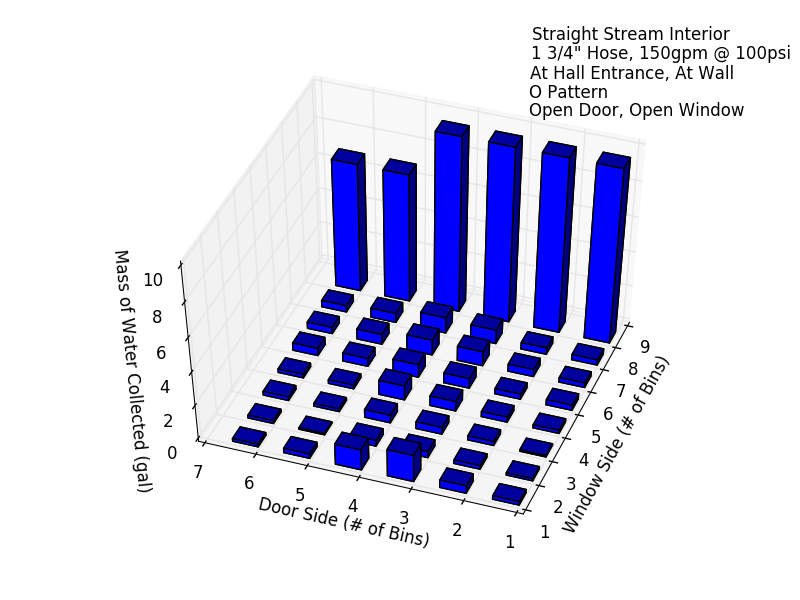 Straight Stream Interior
1 3/4" Hose, 150gpm @ 100psi
At Hall Entrance, At Wall
O Pattern
Open Door, Open Window
Mass of Water Collected (gal)
10
8
6
4
2
0
7
6
5
4
3
2
1
Door Side (# of Bins)
1
2
3
4
5
6
7
8
9
Window Side (# of Bins)